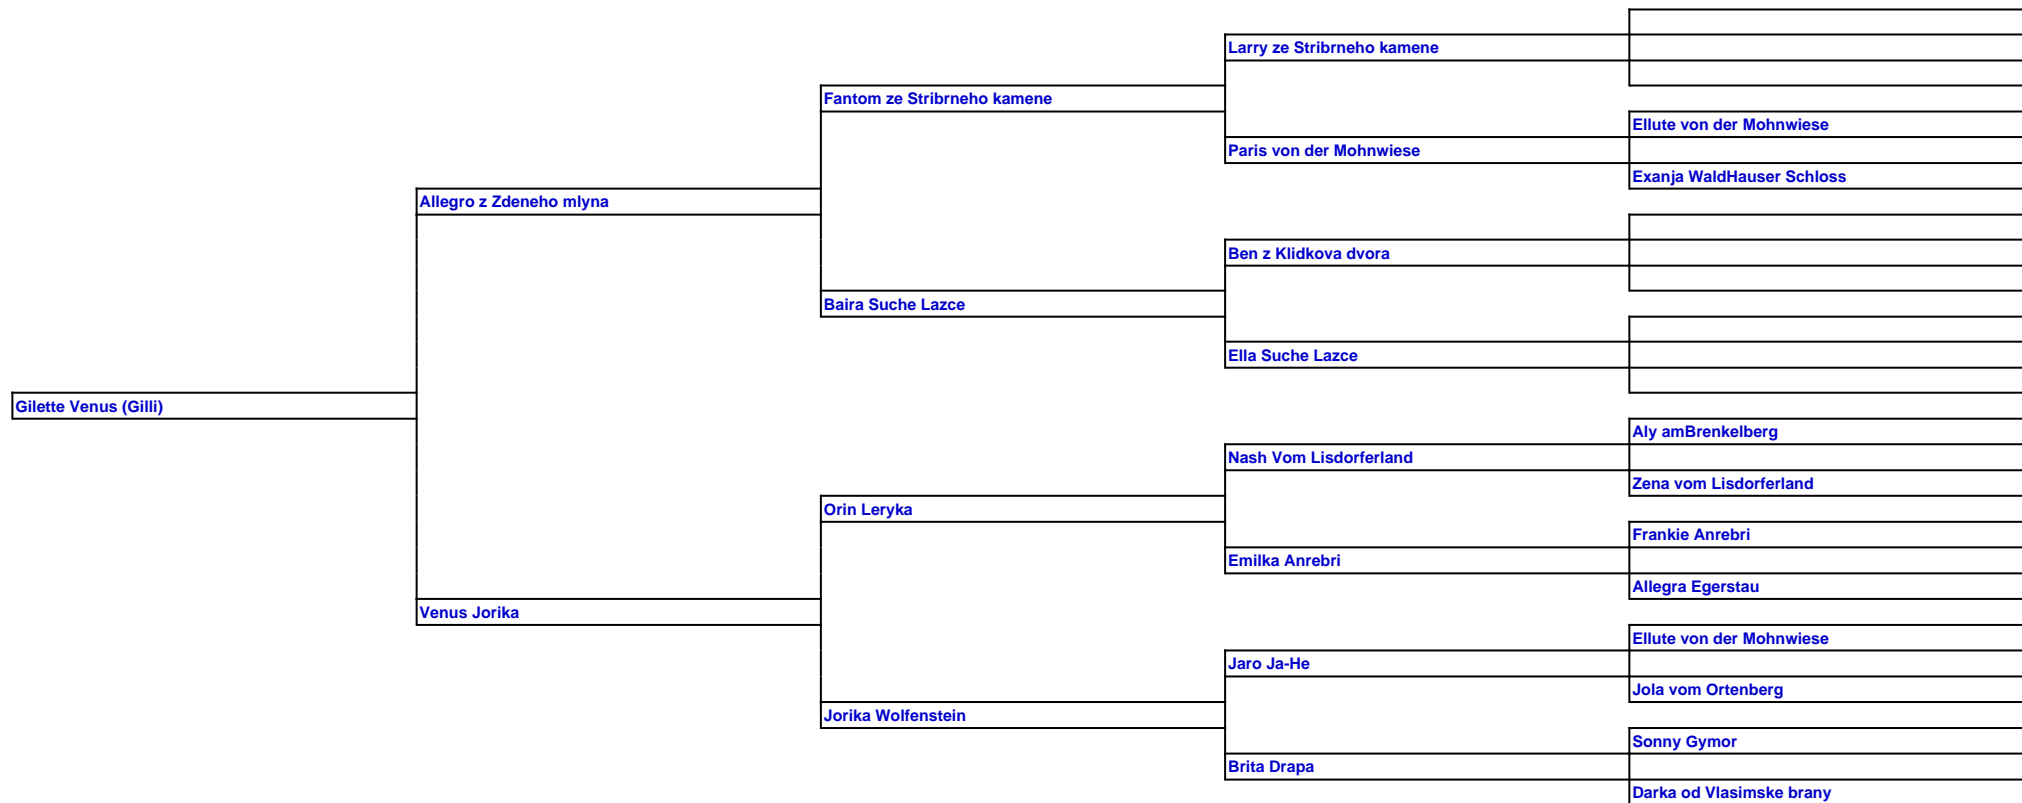 Larry ze Stribrneho kamene
Fantom ze Stribrneho kamene
Ellute von der Mohnwiese
Paris von der Mohnwiese
Exanja WaldHauser Schloss
Allegro z Zdeneho mlyna
Ben z Klidkova dvora
Baira Suche Lazce
Ella Suche Lazce
Gilette Venus (Gilli)
Aly amBrenkelberg
Nash Vom Lisdorferland
Zena vom Lisdorferland
Orin Leryka
Frankie Anrebri
Emilka Anrebri
Allegra Egerstau
Venus Jorika
Ellute von der Mohnwiese
Jaro Ja-He
Jola vom Ortenberg
Jorika Wolfenstein
Sonny Gymor
Brita Drapa
Darka od Vlasimske brany